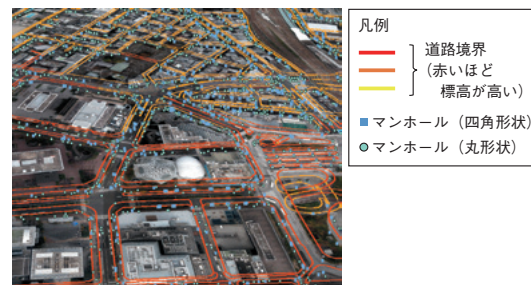 凡例
道路境界
(赤いほど
標高が高い)
マンホール（四角形状）
マンホール（丸形状）